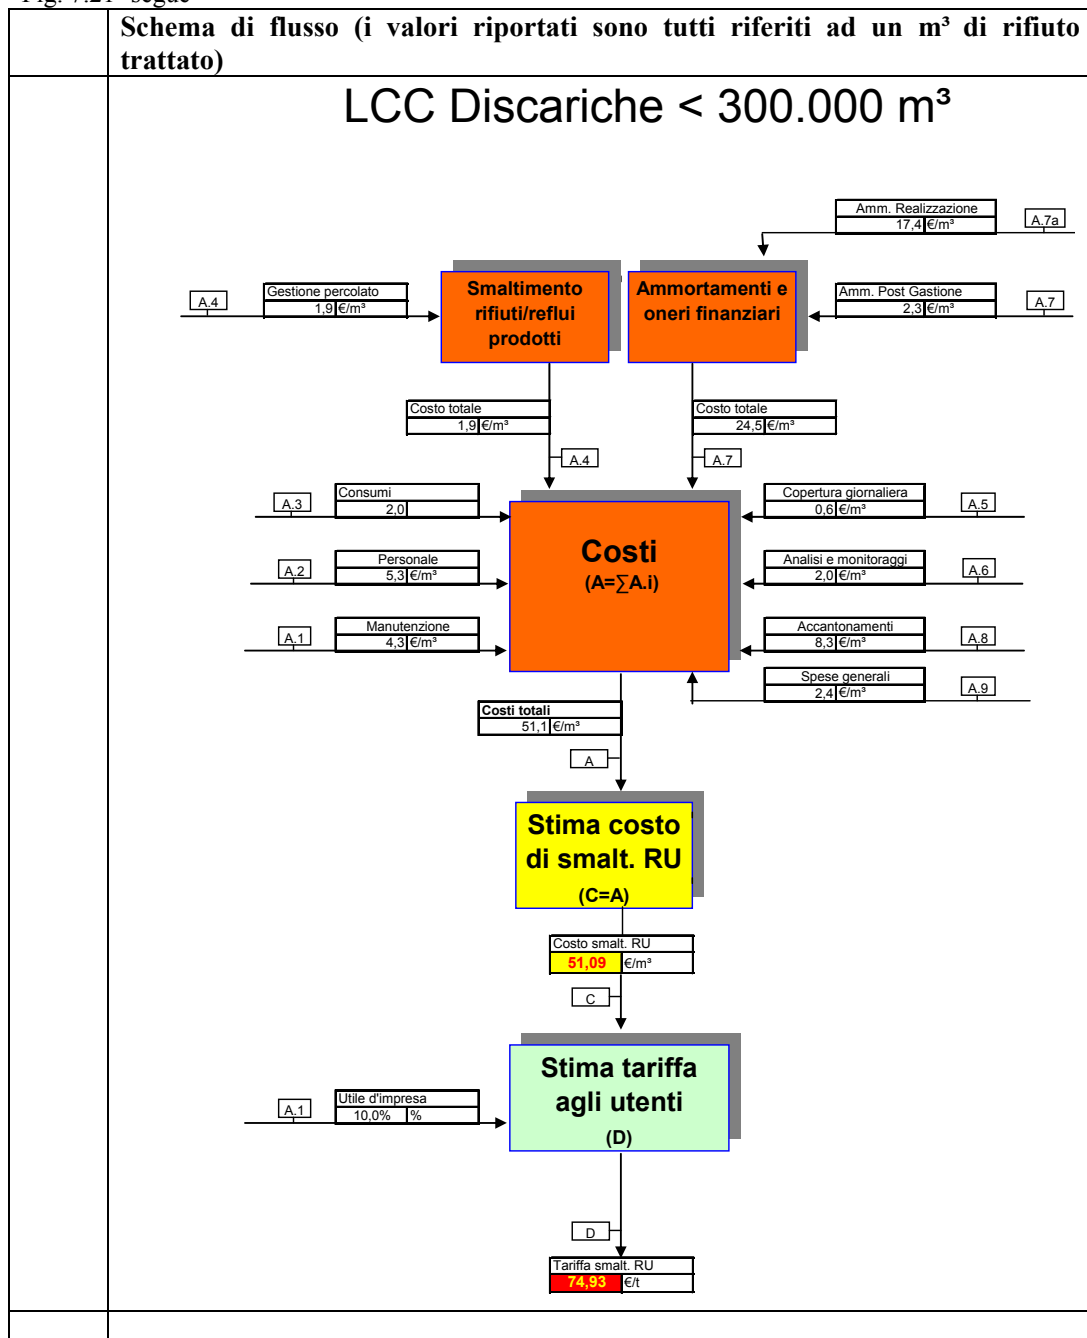 Fig. 7.21 segue
Schema di flusso (i valori riportati sono tutti riferiti ad un m³ di rifiuto
trattato)
LCC Discariche < 300.000 m³
Amm. Realizzazione
17,4 €/m³
A.7a
Gestione percolato
1,9 €/m³
A.4
Smaltimento
rifiuti/reflui
prodotti
Ammortamenti e
oneri finanziari
Amm. Post Gastione
2,3 €/m³
A.7
Costo totale
1,9 €/m³
A.4
Costo totale
24,5 €/m³
A.7
A.3
Consumi
2,0
A.2
Personale
5,3 €/m³
A.1
Manutenzione
4,3 €/m³
Costi
(A=∑A.i)
Copertura giornaliera
0,6 €/m³
A.5
Analisi e monitoraggi
2,0 €/m³
A.6
Accantonamenti
8,3 €/m³
A.8
Spese generali
2,4 €/m³
A.9
Costi totali
51,1 €/m³
A
Stima costo
di smalt. RU
(C=A)
Costo smalt. RU
51,09 €/m³
C
A.1
Utile d'impresa
10,0% %
Stima tariffa
agli utenti
(D)
D
Tariffa smalt. RU
74,93 €/t